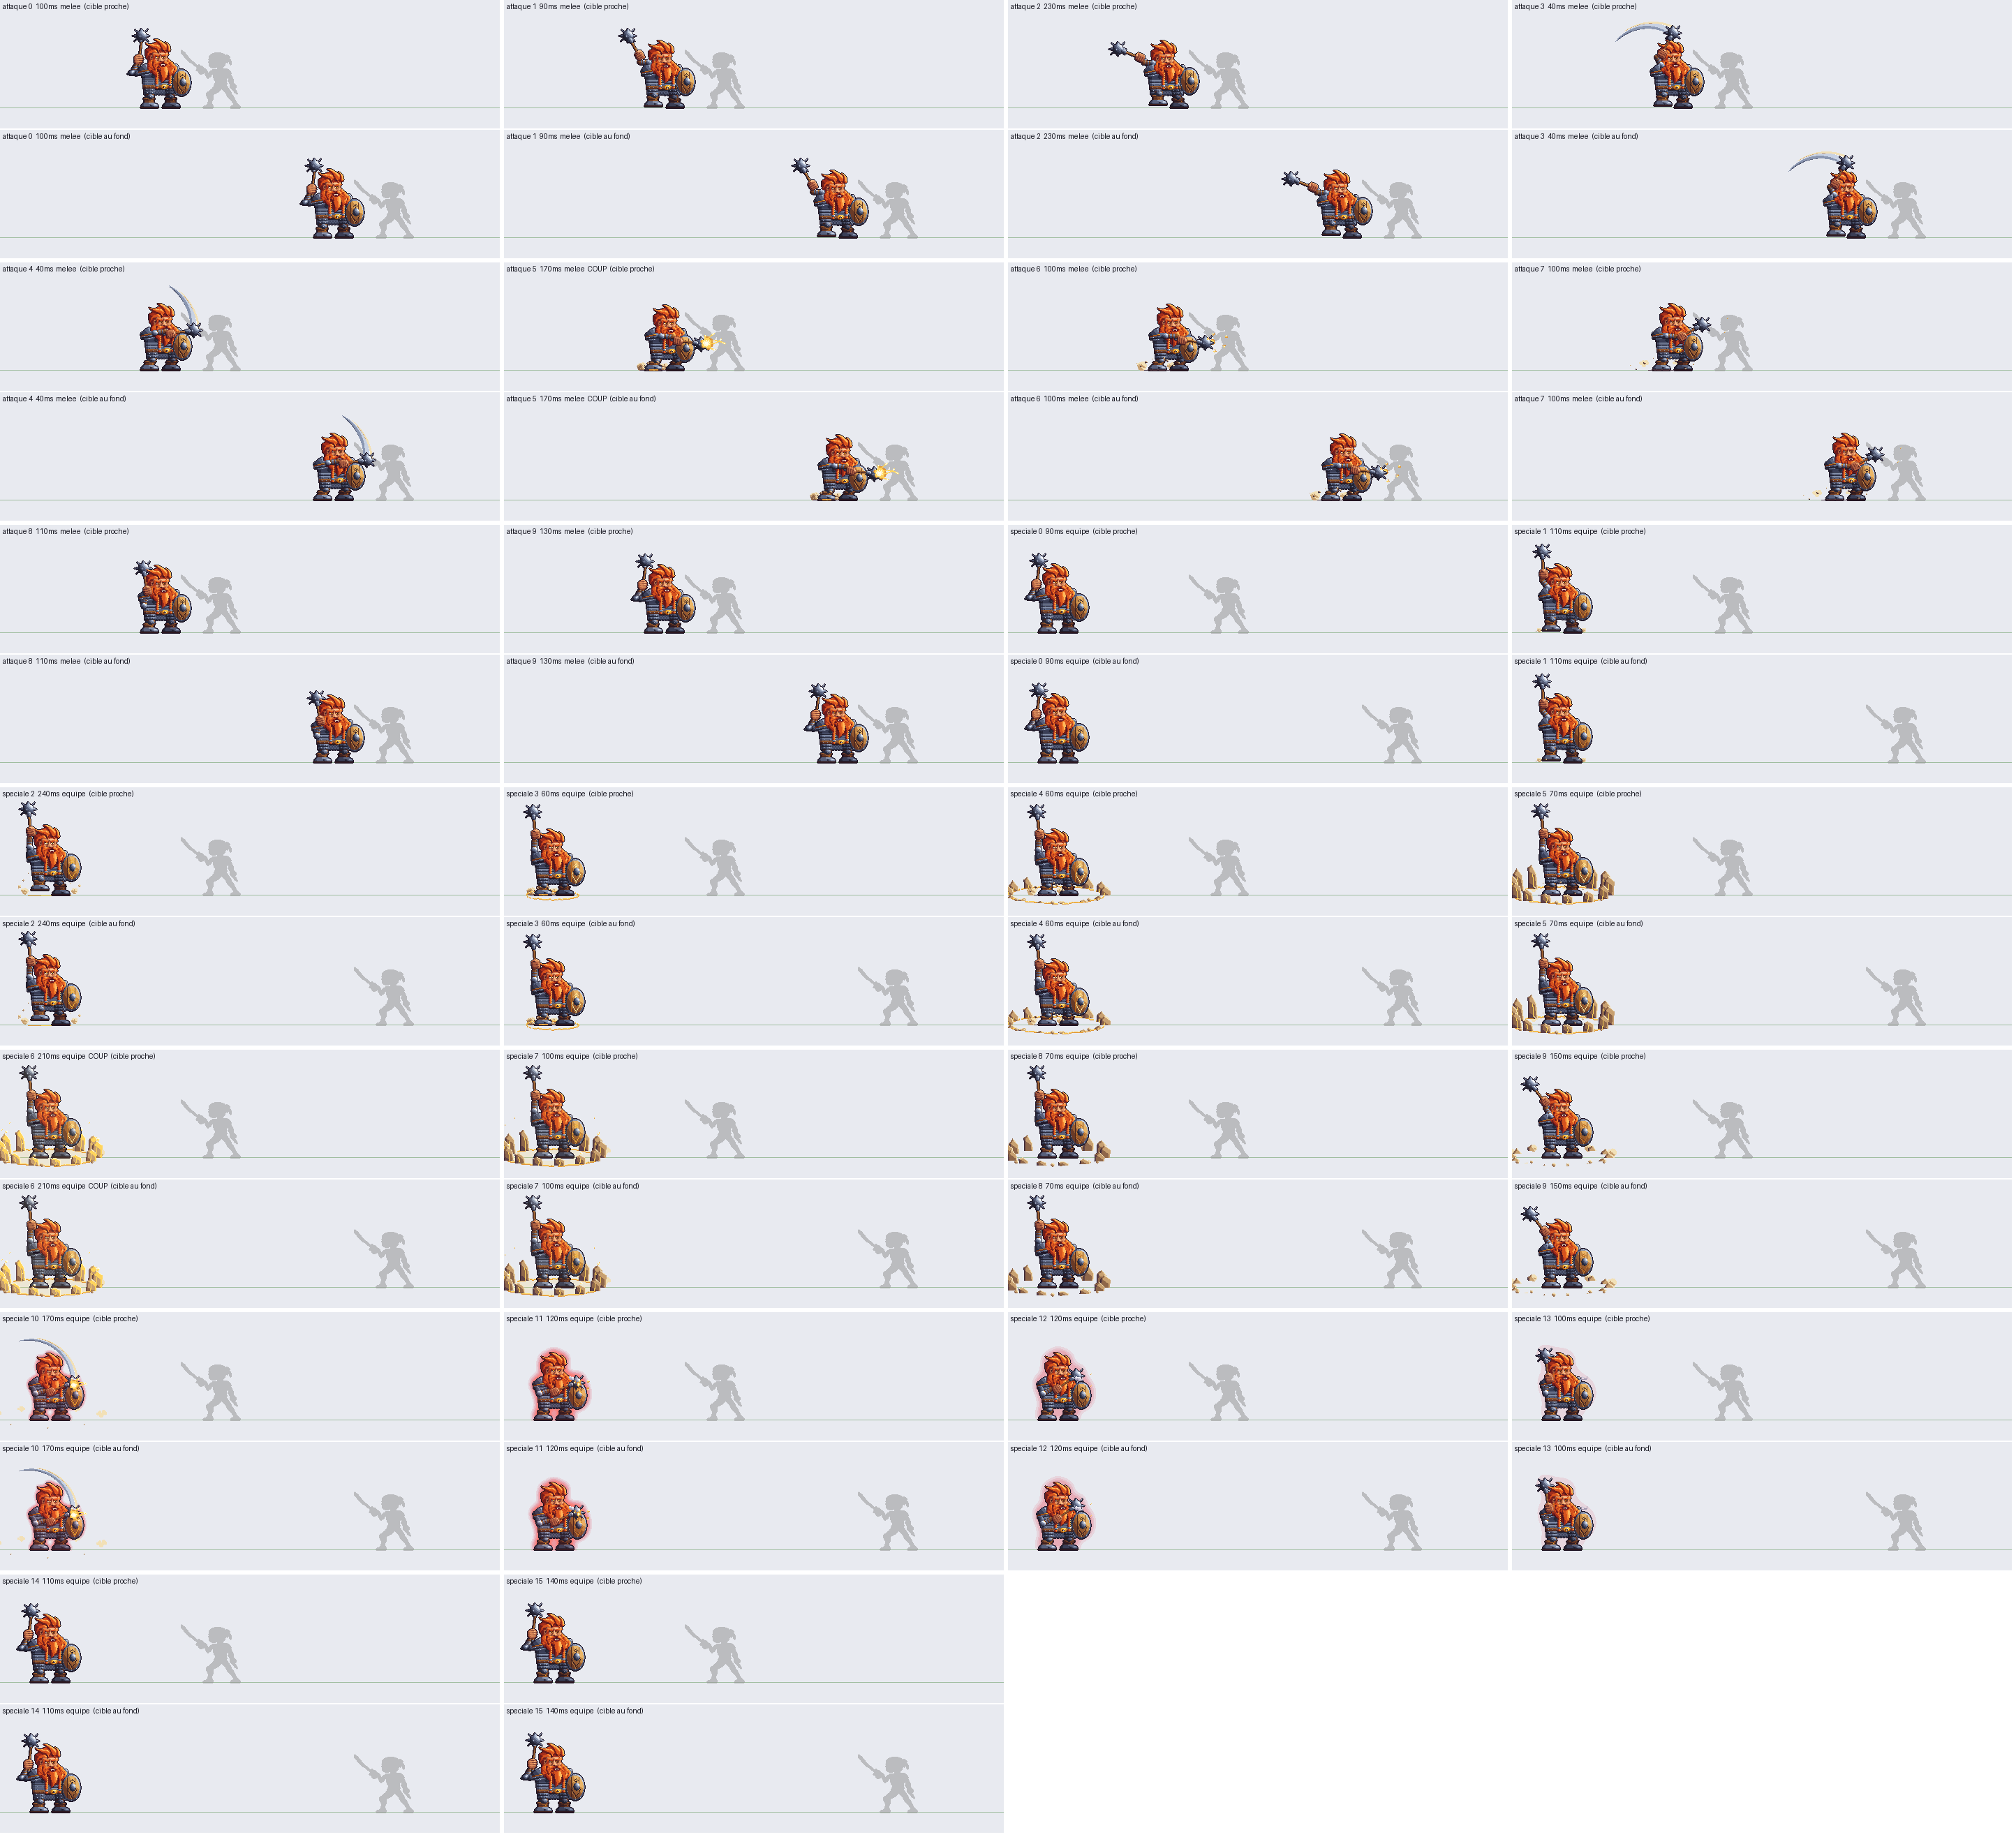 attaque 0 100ms melee (cible proche)
attaque 1 90ms melee (cible proche)
attaque 2 230ms melee (cible proche)
attaque 3 40ms melee (cible proche)
attaque 0 100ms melee (cible au fond)
attaque 1 90ms melee (cible au fond)
attaque 2 230ms melee (cible au fond)
attaque 3 40ms melee (cible au fond)
attaque 4 40ms melee (cible proche)
attaque 5 170ms melee COUP (cible proche)
attaque 6 100ms melee (cible proche)
attaque 7 100ms melee (cible proche)
attaque 4 40ms melee (cible au fond)
attaque 5 170ms melee COUP (cible au fond)
attaque 6 100ms melee (cible au fond)
attaque 7 100ms melee (cible au fond)
attaque 8 110ms melee (cible proche)
attaque 9 130ms melee (cible proche)
speciale 0 90ms equipe (cible proche)
speciale 1 110ms equipe (cible proche)
attaque 8 110ms melee (cible au fond)
attaque 9 130ms melee (cible au fond)
speciale 0 90ms equipe (cible au fond)
speciale 1 110ms equipe (cible au fond)
speciale 2 240ms equipe (cible proche)
speciale 3 60ms equipe (cible proche)
speciale 4 60ms equipe (cible proche)
speciale 5 70ms equipe (cible proche)
speciale 2 240ms equipe (cible au fond)
speciale 3 60ms equipe (cible au fond)
speciale 4 60ms equipe (cible au fond)
speciale 5 70ms equipe (cible au fond)
speciale 6 210ms equipe COUP (cible proche)
speciale 7 100ms equipe (cible proche)
speciale 8 70ms equipe (cible proche)
speciale 9 150ms equipe (cible proche)
speciale 6 210ms equipe COUP (cible au fond)
speciale 7 100ms equipe (cible au fond)
speciale 8 70ms equipe (cible au fond)
speciale 9 150ms equipe (cible au fond)
speciale 10 170ms equipe (cible proche)
speciale 11 120ms equipe (cible proche)
speciale 12 120ms equipe (cible proche)
speciale 13 100ms equipe (cible proche)
speciale 10 170ms equipe (cible au fond)
speciale 11 120ms equipe (cible au fond)
speciale 12 120ms equipe (cible au fond)
speciale 13 100ms equipe (cible au fond)
speciale 14 110ms equipe (cible proche)
speciale 15 140ms equipe (cible proche)
speciale 14 110ms equipe (cible au fond)
speciale 15 140ms equipe (cible au fond)